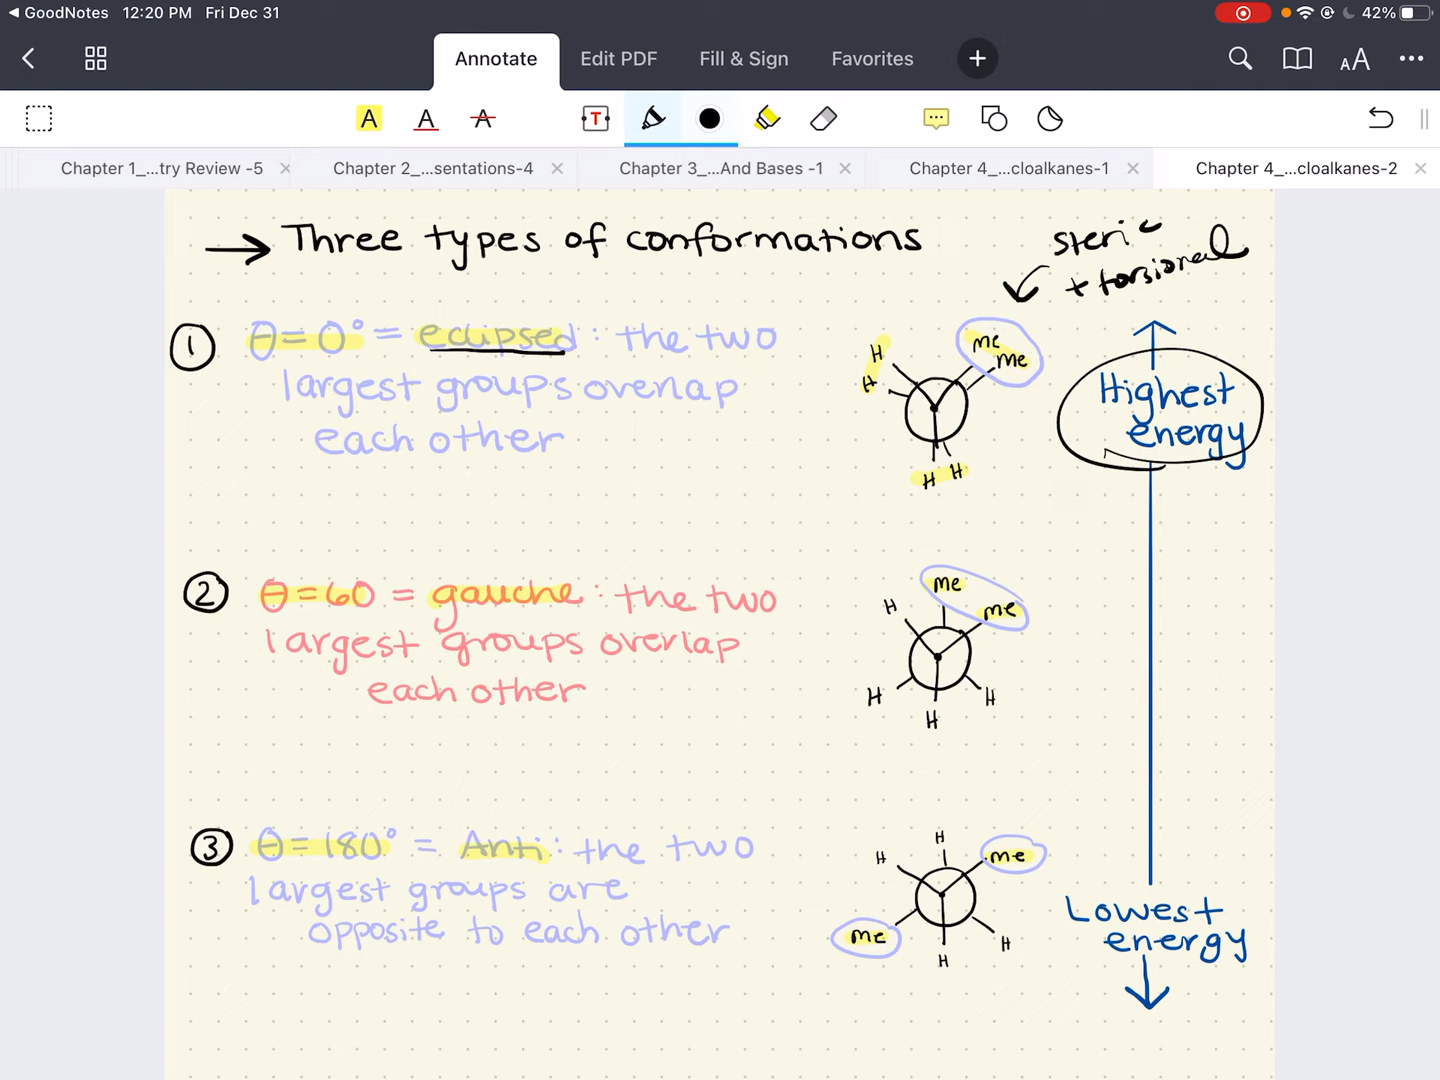 GoodNotes 12:20 PM Fri Dec 31 42%
Annotate Edit PDF Fill & Sign Favorites
A A A T AA
Chapter 1_...try Review -5 Chapter 2_...sentations-4 Chapter 3_...And Bases -1 Chapter 4_...cloalkanes-1 Chapter 4_...cloalkanes-2
→ Three types of conformations
steric
+ torsional
① θ = 0° = eclipsed : the two
largest groups overlap
each other
H Me
H Me
H H
Highest
energy
② θ = 60 = gauche : the two
largest groups overlap
each other
Me
H Me
H H
H
③ θ = 180° = Anti : the two
largest groups are
opposite to each other
H
H Me
Me H
H
Lowest
energy